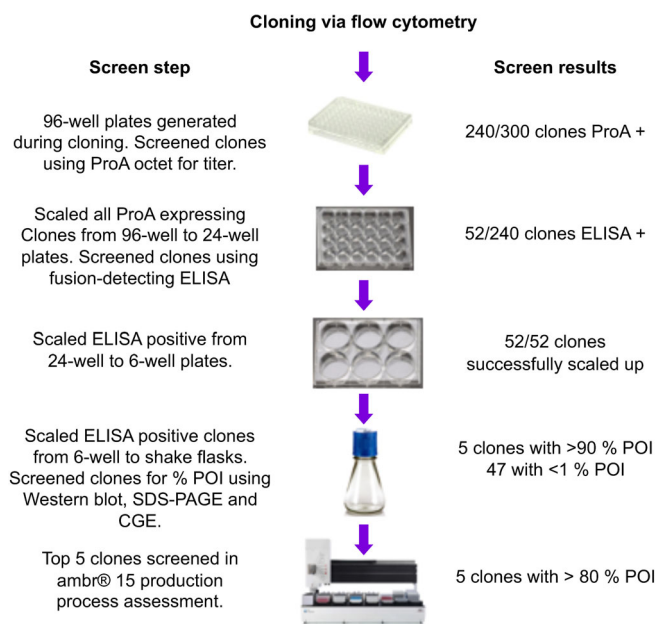 Cloning via flow cytometry
Screen step
Screen results
96-well plates generated
during cloning. Screened clones
using ProA octet for titer.
240/300 clones ProA +
Scaled all ProA expressing
Clones from 96-well to 24-well
plates. Screened clones using
fusion-detecting ELISA
52/240 clones ELISA +
Scaled ELISA positive from
24-well to 6-well plates.
52/52 clones
successfully scaled up
Scaled ELISA positive clones
from 6-well to shake flasks.
Screened clones for % POI using
Western blot, SDS-PAGE and
CGE.
5 clones with >90 % POI
47 with <1 % POI
Top 5 clones screened in
ambr® 15 production
process assessment.
5 clones with > 80 % POI